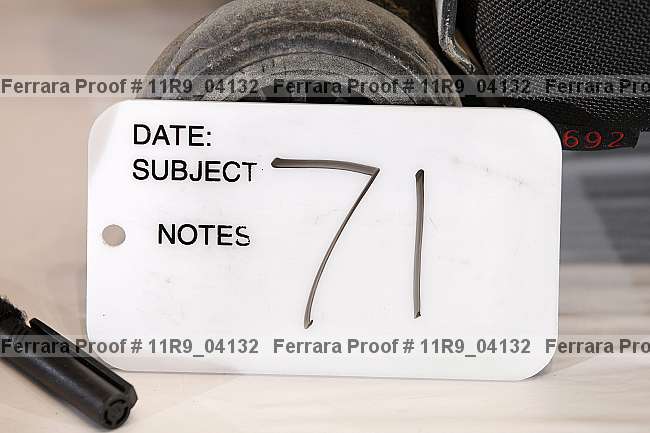 Ferrara Proof # 11R9_04132 Ferrara Proof # 11R9_04132 Ferrara Pro
DATE:
692
SUBJECT 71
NOTES
Ferrara Proof # 11R9_04132 Ferrara Proof # 11R9_04132 Ferrara Pro